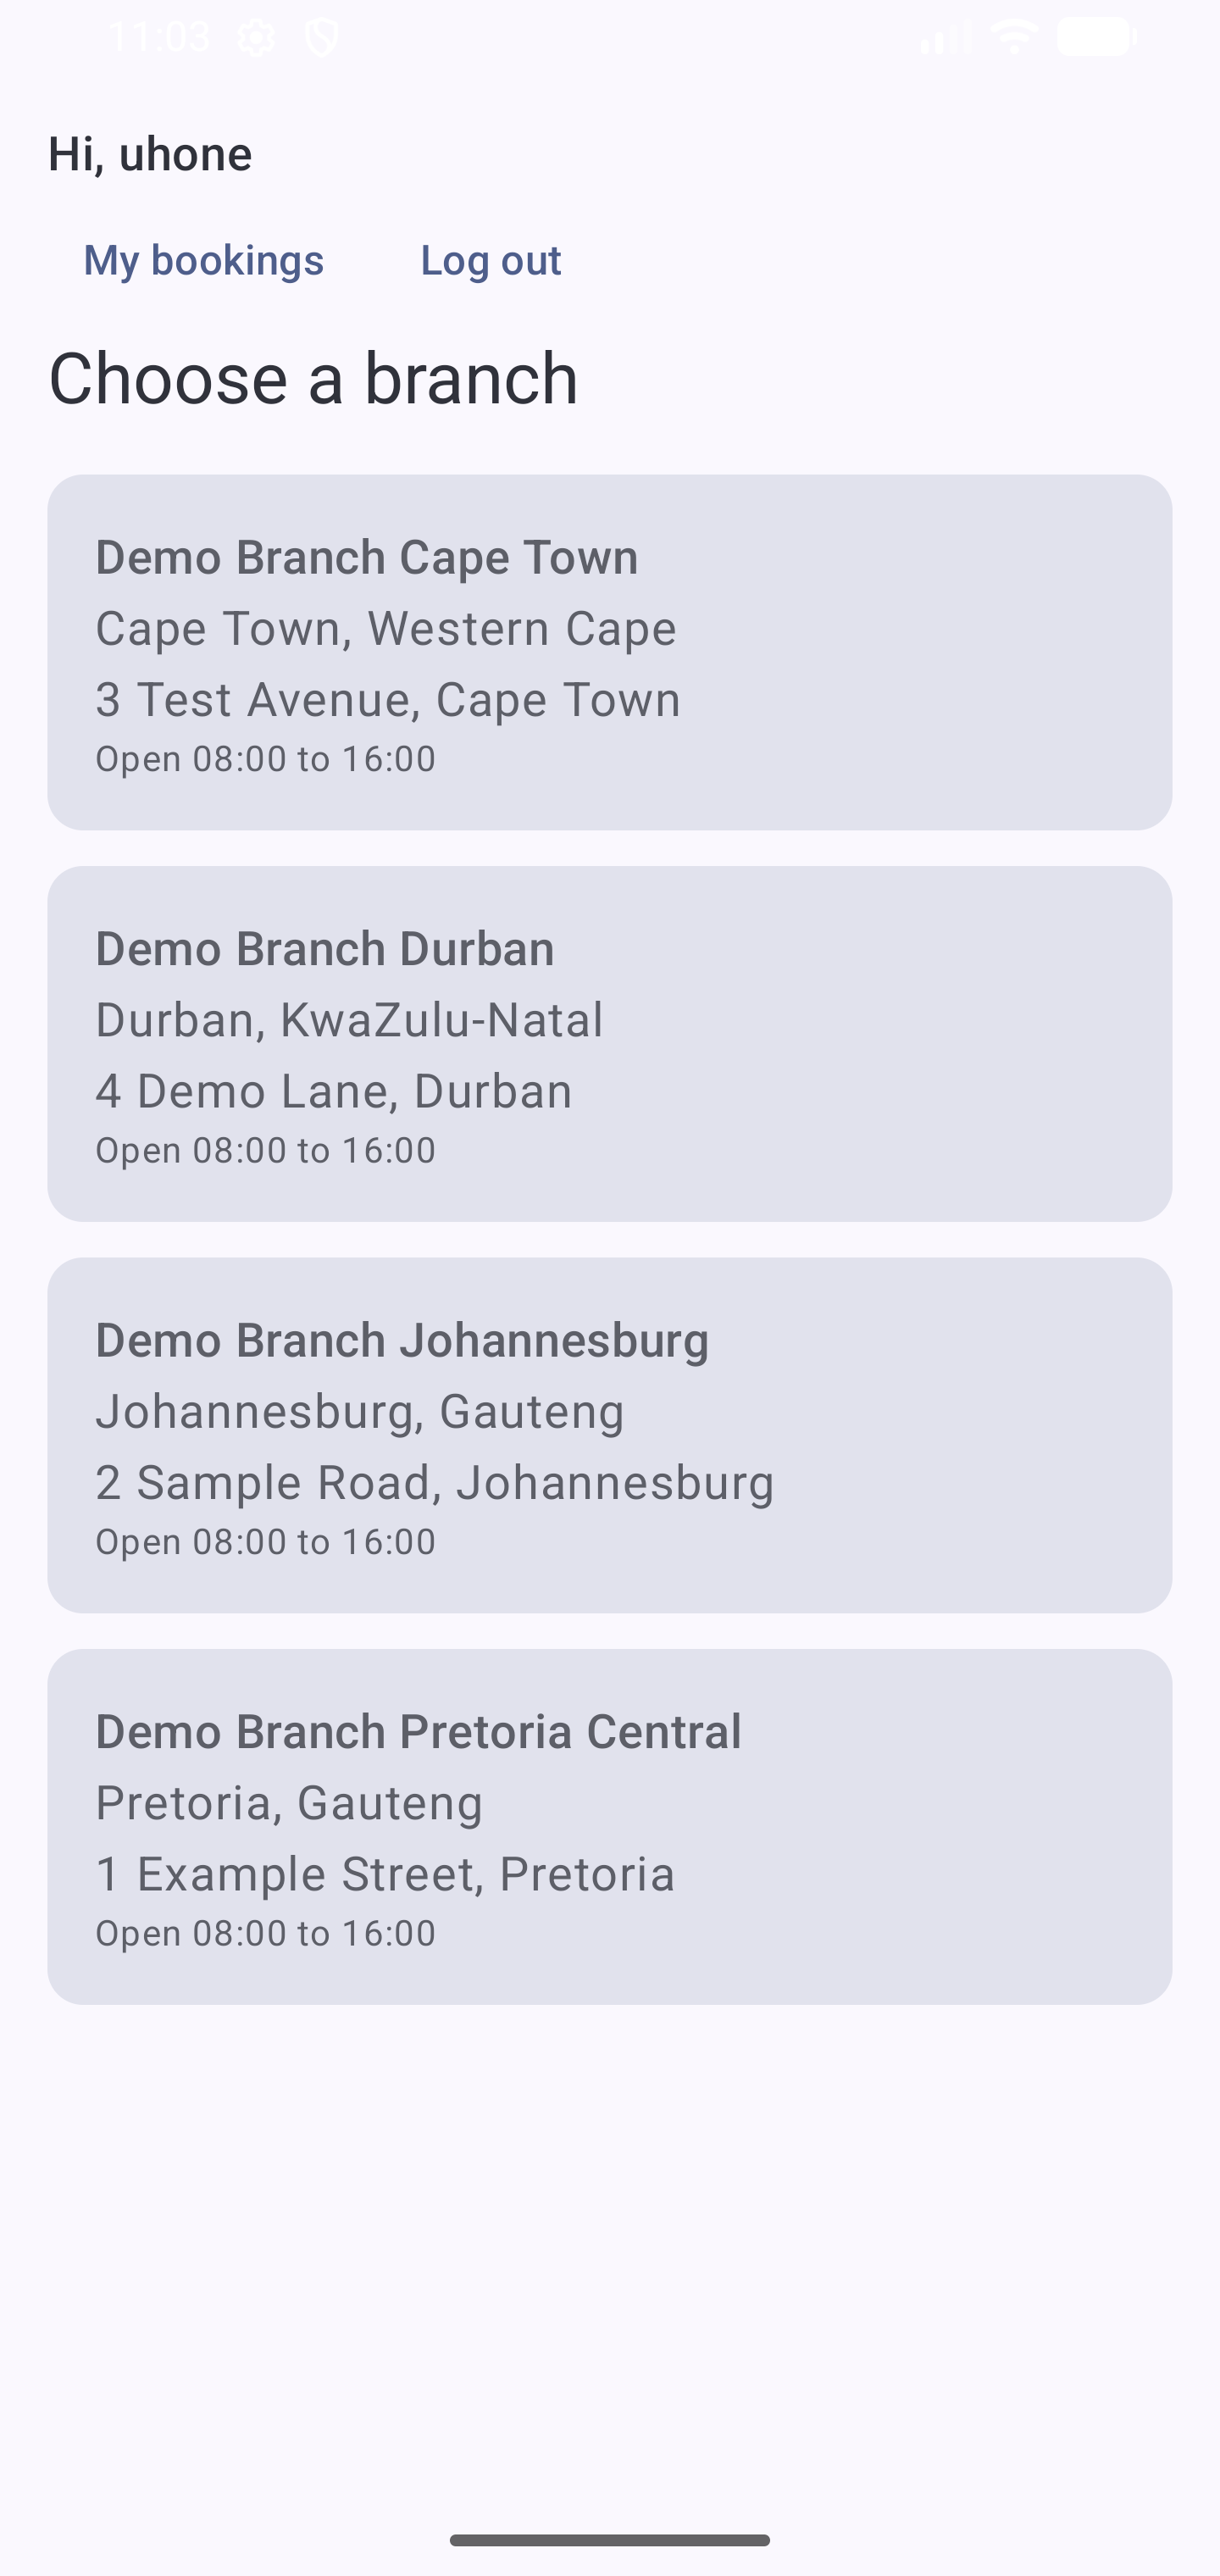 11:03
Hi, uhone
My bookings Log out
Choose a branch
Demo Branch Cape Town
Cape Town, Western Cape
3 Test Avenue, Cape Town
Open 08:00 to 16:00
Demo Branch Durban
Durban, KwaZulu-Natal
4 Demo Lane, Durban
Open 08:00 to 16:00
Demo Branch Johannesburg
Johannesburg, Gauteng
2 Sample Road, Johannesburg
Open 08:00 to 16:00
Demo Branch Pretoria Central
Pretoria, Gauteng
1 Example Street, Pretoria
Open 08:00 to 16:00